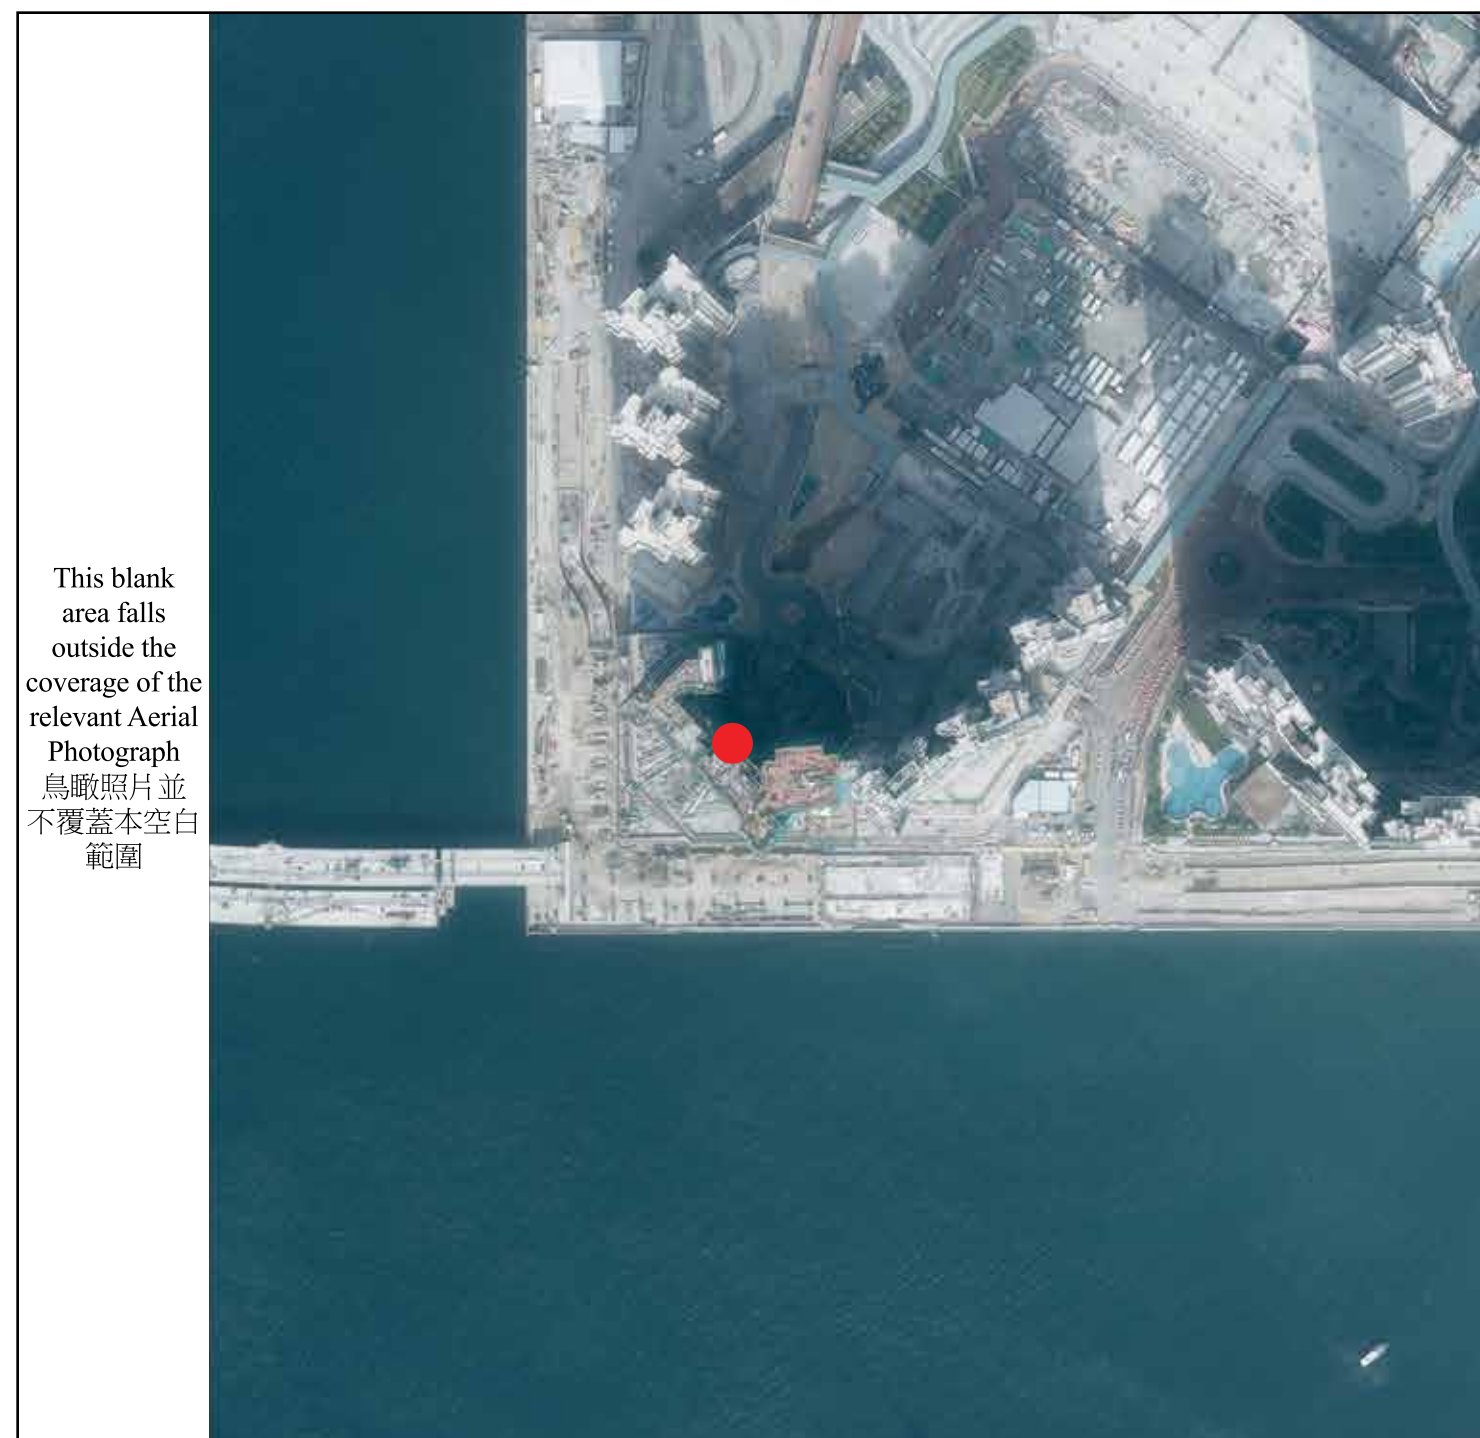 This blank
area falls
outside the
coverage of the
relevant Aerial
Photograph
鳥瞰照片並
不覆蓋本空白
範圍